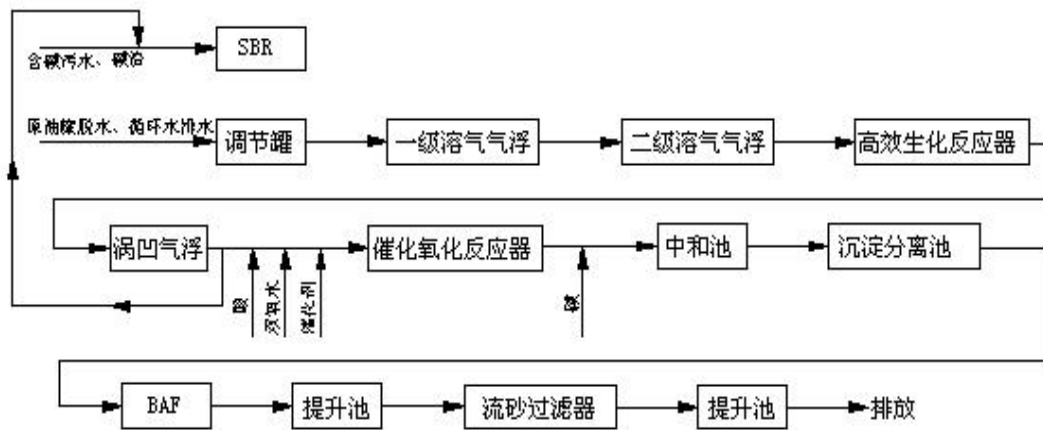 SBR
含碱污水、碱渣
原油罐脱水、循环水排水
调节罐
一级溶气气浮
二级溶气气浮
高效生化反应器
涡凹气浮
催化氧化反应器
中和池
沉淀分离池
酸
双氧水
催化剂
碱
BAF
提升池
流砂过滤器
提升池
排放